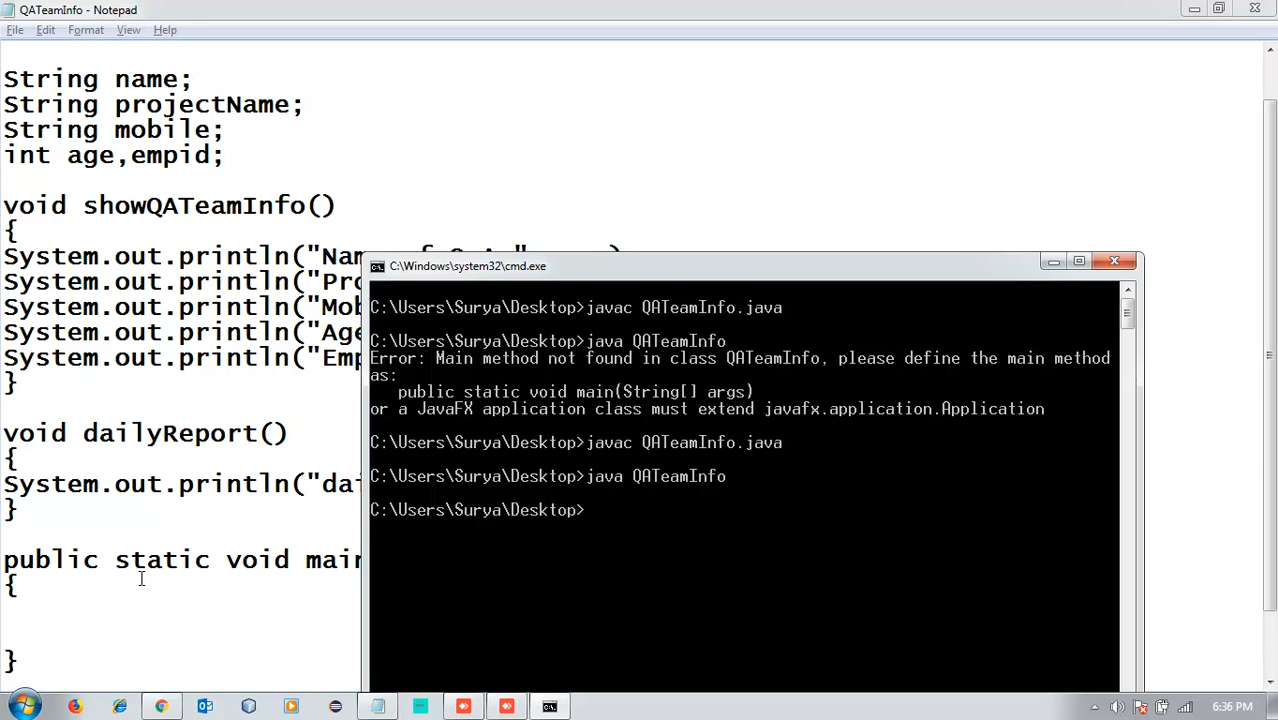 QATeamInfo - Notepad
File Edit Format View Help
String name;
String projectName;
String mobile;
int age,empid;
void showQATeamInfo()
{
System.out.println("Nam
System.out.println("Pro
System.out.println("Mob
System.out.println("Age
System.out.println("Emp
}
void dailyReport()
{
System.out.println("dai
}
public static void main
{
}
C:\Windows\system32\cmd.exe
C:\Users\Surya\Desktop>javac QATeamInfo.java
C:\Users\Surya\Desktop>java QATeamInfo
Error: Main method not found in class QATeamInfo, please define the main method
as:
public static void main(String[] args)
or a JavaFX application class must extend javafx.application.Application
C:\Users\Surya\Desktop>javac QATeamInfo.java
C:\Users\Surya\Desktop>java QATeamInfo
C:\Users\Surya\Desktop>
6:36 PM